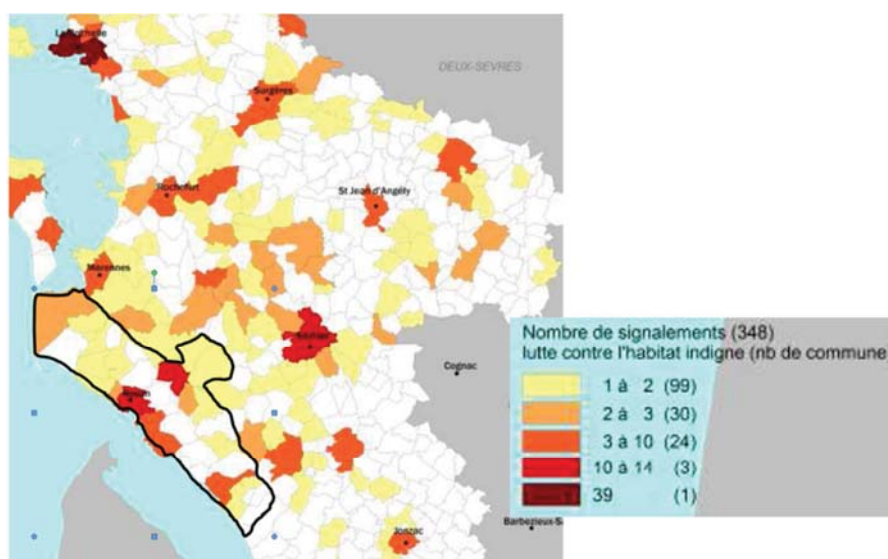 La Rochelle
DEUX-SEVRES
Surgères
Rochefort
St Jean d'Angély
Marennes
Saintes
Cognac
Royan
Jonzac
Barbezieux-S
Nombre de signalements (348)
lutte contre l'habitat indigne (nb de commune
1 à 2 (99)
2 à 3 (30)
3 à 10 (24)
10 à 14 (3)
39 (1)